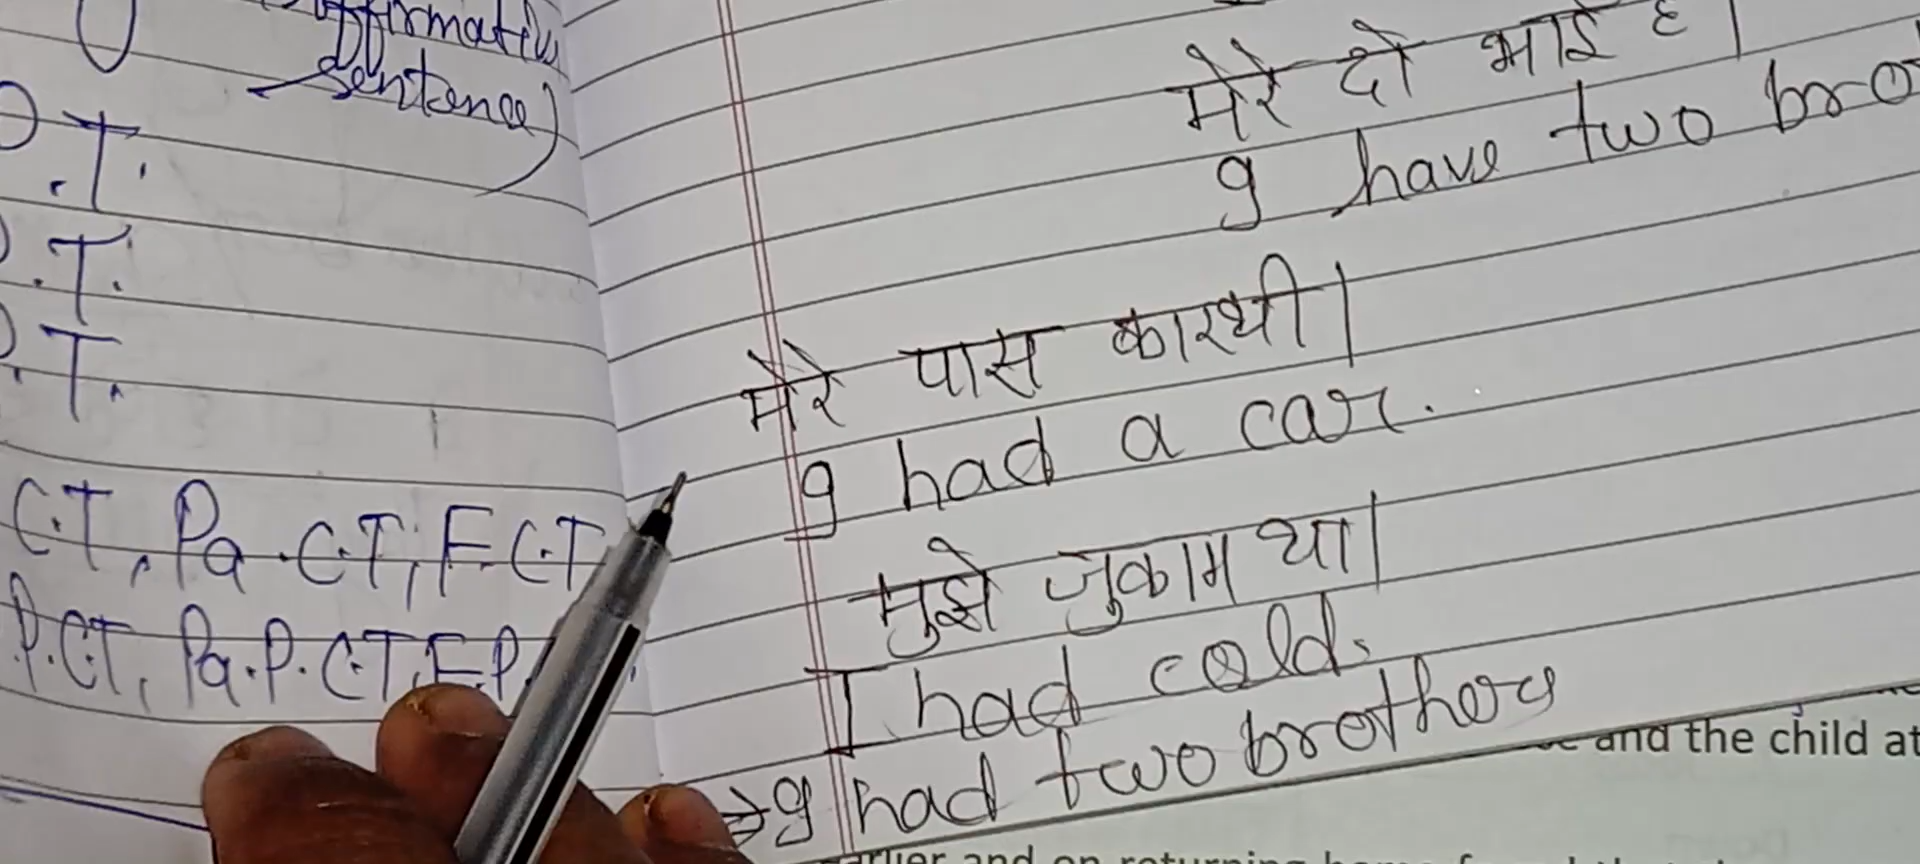 Affirmative
sentence)
.T.
.T.
.T.
C.T, Pa.C.T, F.C.T
P.C.T, Pa.P.C.T, F.P.
मेरे दो भाई है।
I have two bro
मेरे पास कार थी।
I had a car.
मुझे जुकाम था।
I had cold.
⇒ I had two brothers
and the child at